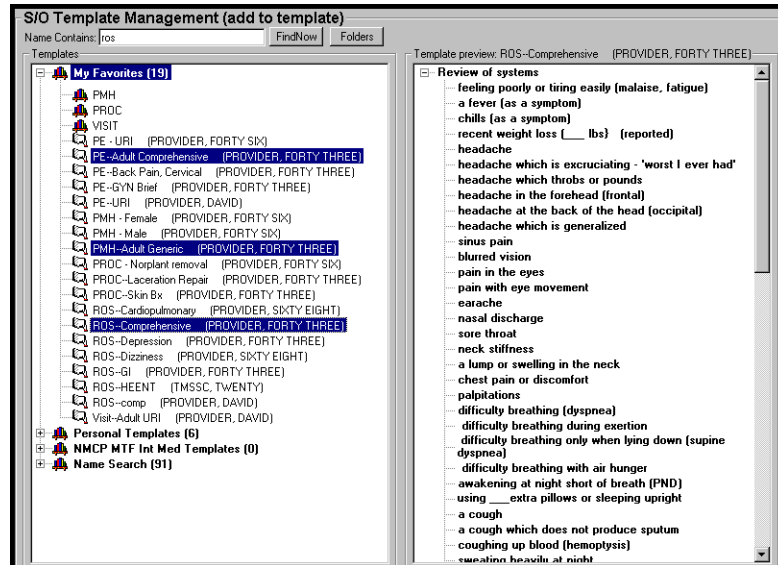 S/O Template Management (add to template)
Name Contains: ros FindNow Folders
Templates
My Favorites (19)
PMH
PROC
VISIT
PE - URI (PROVIDER, FORTY SIX)
PE--Adult Comprehensive (PROVIDER, FORTY THREE)
PE--Back Pain, Cervical (PROVIDER, FORTY THREE)
PE--GYN Brief (PROVIDER, FORTY THREE)
PE--URI (PROVIDER, DAVID)
PMH - Female (PROVIDER, FORTY SIX)
PMH - Male (PROVIDER, FORTY SIX)
PMH--Adult Generic (PROVIDER, FORTY THREE)
PROC - Norplant removal (PROVIDER, FORTY SIX)
PROC--Laceration Repair (PROVIDER, FORTY THREE)
PROC--Skin Bx (PROVIDER, FORTY THREE)
ROS--Cardiopulmonary (PROVIDER, SIXTY EIGHT)
ROS--Comprehensive (PROVIDER, FORTY THREE)
ROS--Depression (PROVIDER, FORTY THREE)
ROS--Dizziness (PROVIDER, SIXTY EIGHT)
ROS--GI (PROVIDER, FORTY THREE)
ROS--HEENT (TMSSC, TWENTY)
ROS--comp (PROVIDER, DAVID)
Visit--Adult URI (PROVIDER, DAVID)
Personal Templates (6)
NMCP MTF Int Med Templates (0)
Name Search (91)
Template preview: ROS--Comprehensive (PROVIDER, FORTY THREE)
Review of systems
feeling poorly or tiring easily (malaise, fatigue)
a fever (as a symptom)
chills (as a symptom)
recent weight loss (___ lbs) (reported)
headache
headache which is excruciating - 'worst I ever had'
headache which throbs or pounds
headache in the forehead (frontal)
headache at the back of the head (occipital)
headache which is generalized
sinus pain
blurred vision
pain in the eyes
pain with eye movement
earache
nasal discharge
sore throat
neck stiffness
a lump or swelling in the neck
chest pain or discomfort
palpitations
difficulty breathing (dyspnea)
difficulty breathing during exertion
difficulty breathing only when lying down (supine
dyspnea)
difficulty breathing with air hunger
awakening at night short of breath (PND)
using ___extra pillows or sleeping upright
a cough
a cough which does not produce sputum
coughing up blood (hemoptysis)
sweating heavily at night